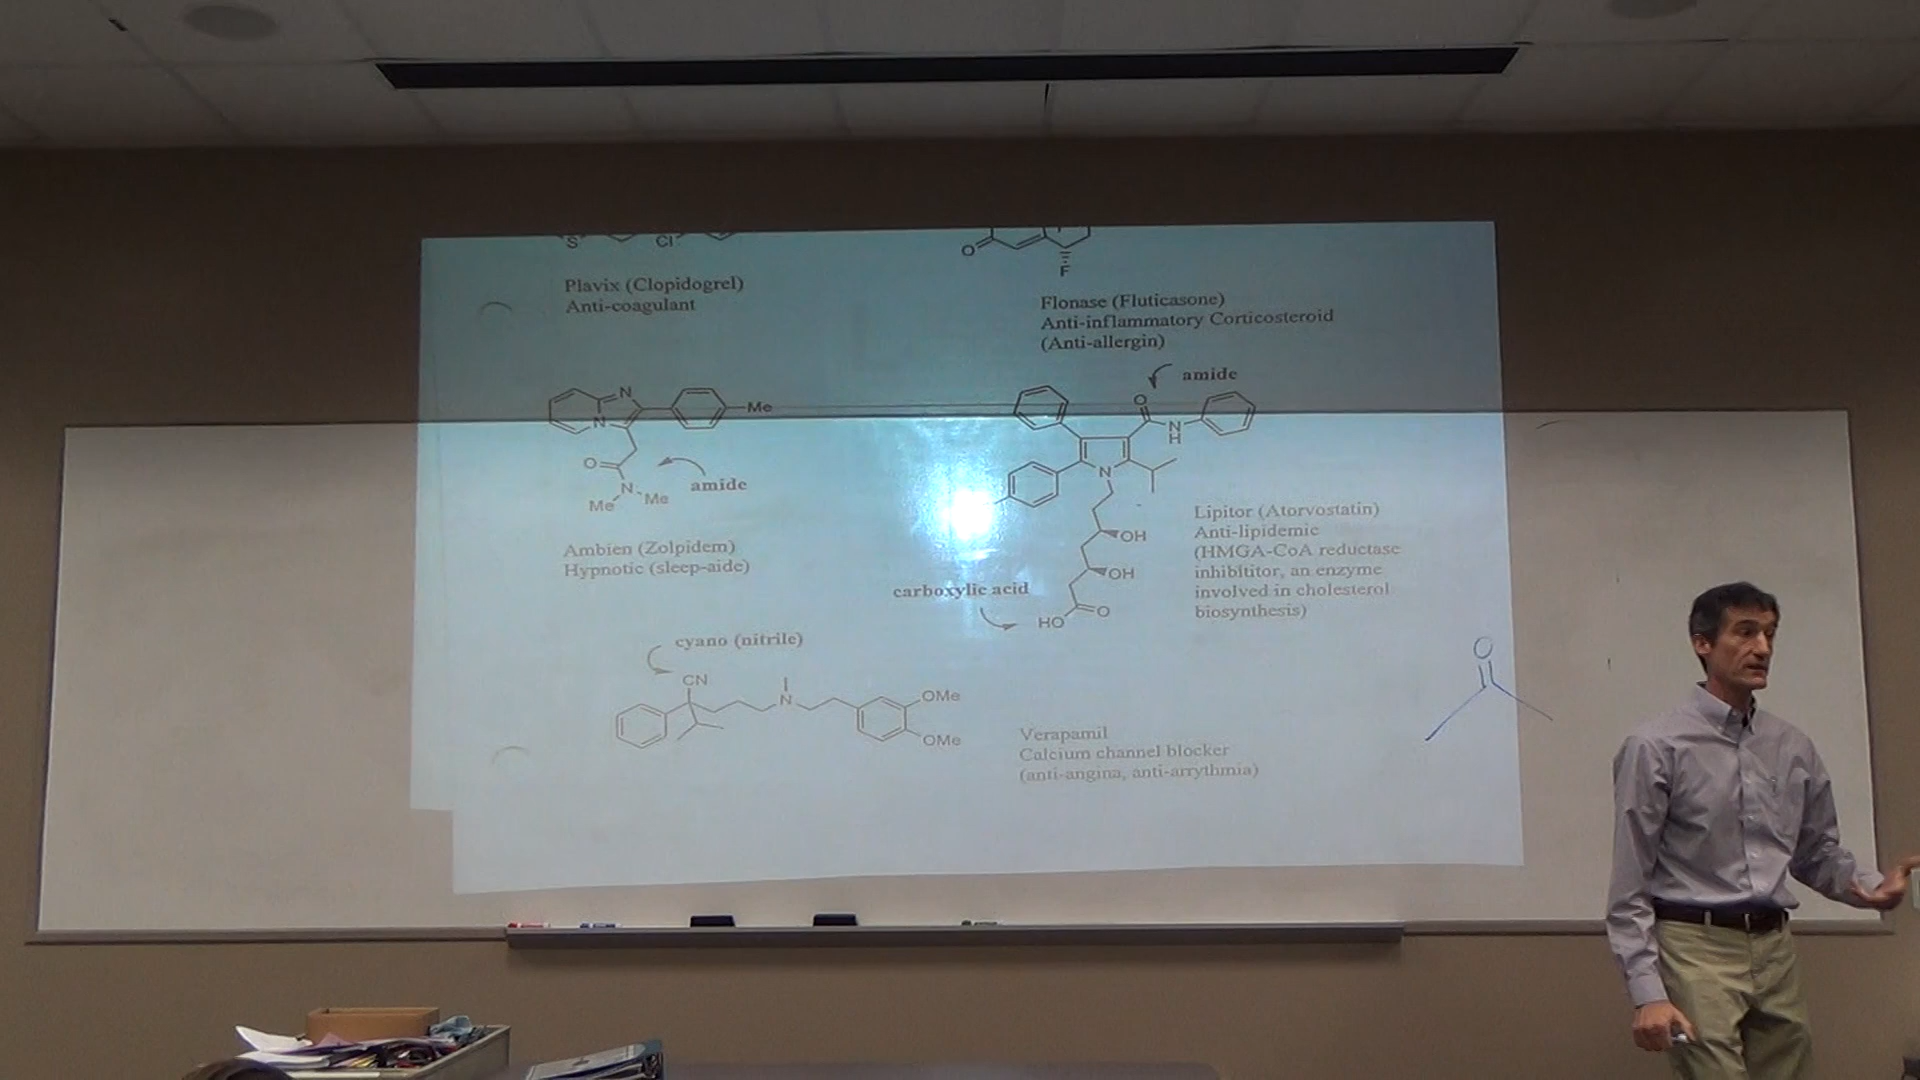 S
Cl
O
F
Plavix (Clopidogrel)
Anti-coagulant
Flonase (Fluticasone)
Anti-inflammatory Corticosteroid
(Anti-allergin)
N
N
Me
O
N
Me
Me
amide
Ambien (Zolpidem)
Hypnotic (sleep-aide)
amide
O
N
H
N
OH
OH
O
HO
carboxylic acid
Lipitor (Atorvostatin)
Anti-lipidemic
(HMGA-CoA reductase
inhibltitor, an enzyme
involved in cholesterol
biosynthesis)
cyano (nitrile)
CN
N
OMe
OMe
Verapamil
Calcium channel blocker
(anti-angina, anti-arrythmia)
O